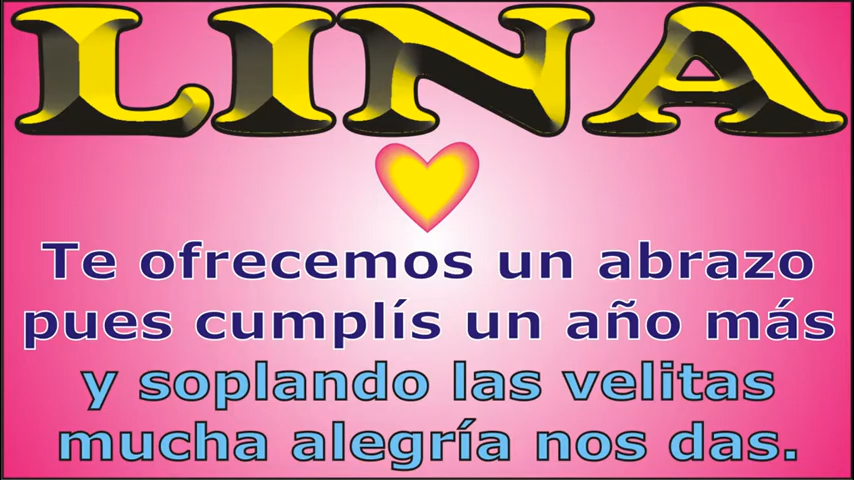 LINA
Te ofrecemos un abrazo
pues cumplís un año más
y soplando las velitas
mucha alegría nos das.